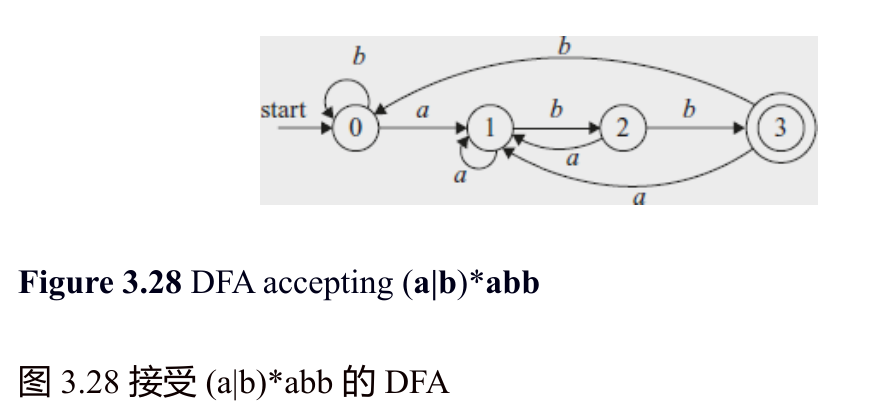 b
b
start
a
b
b
0
1
2
3
a
a
a
Figure 3.28 DFA accepting (a|b)*abb
图 3.28 接受 (a|b)*abb 的 DFA